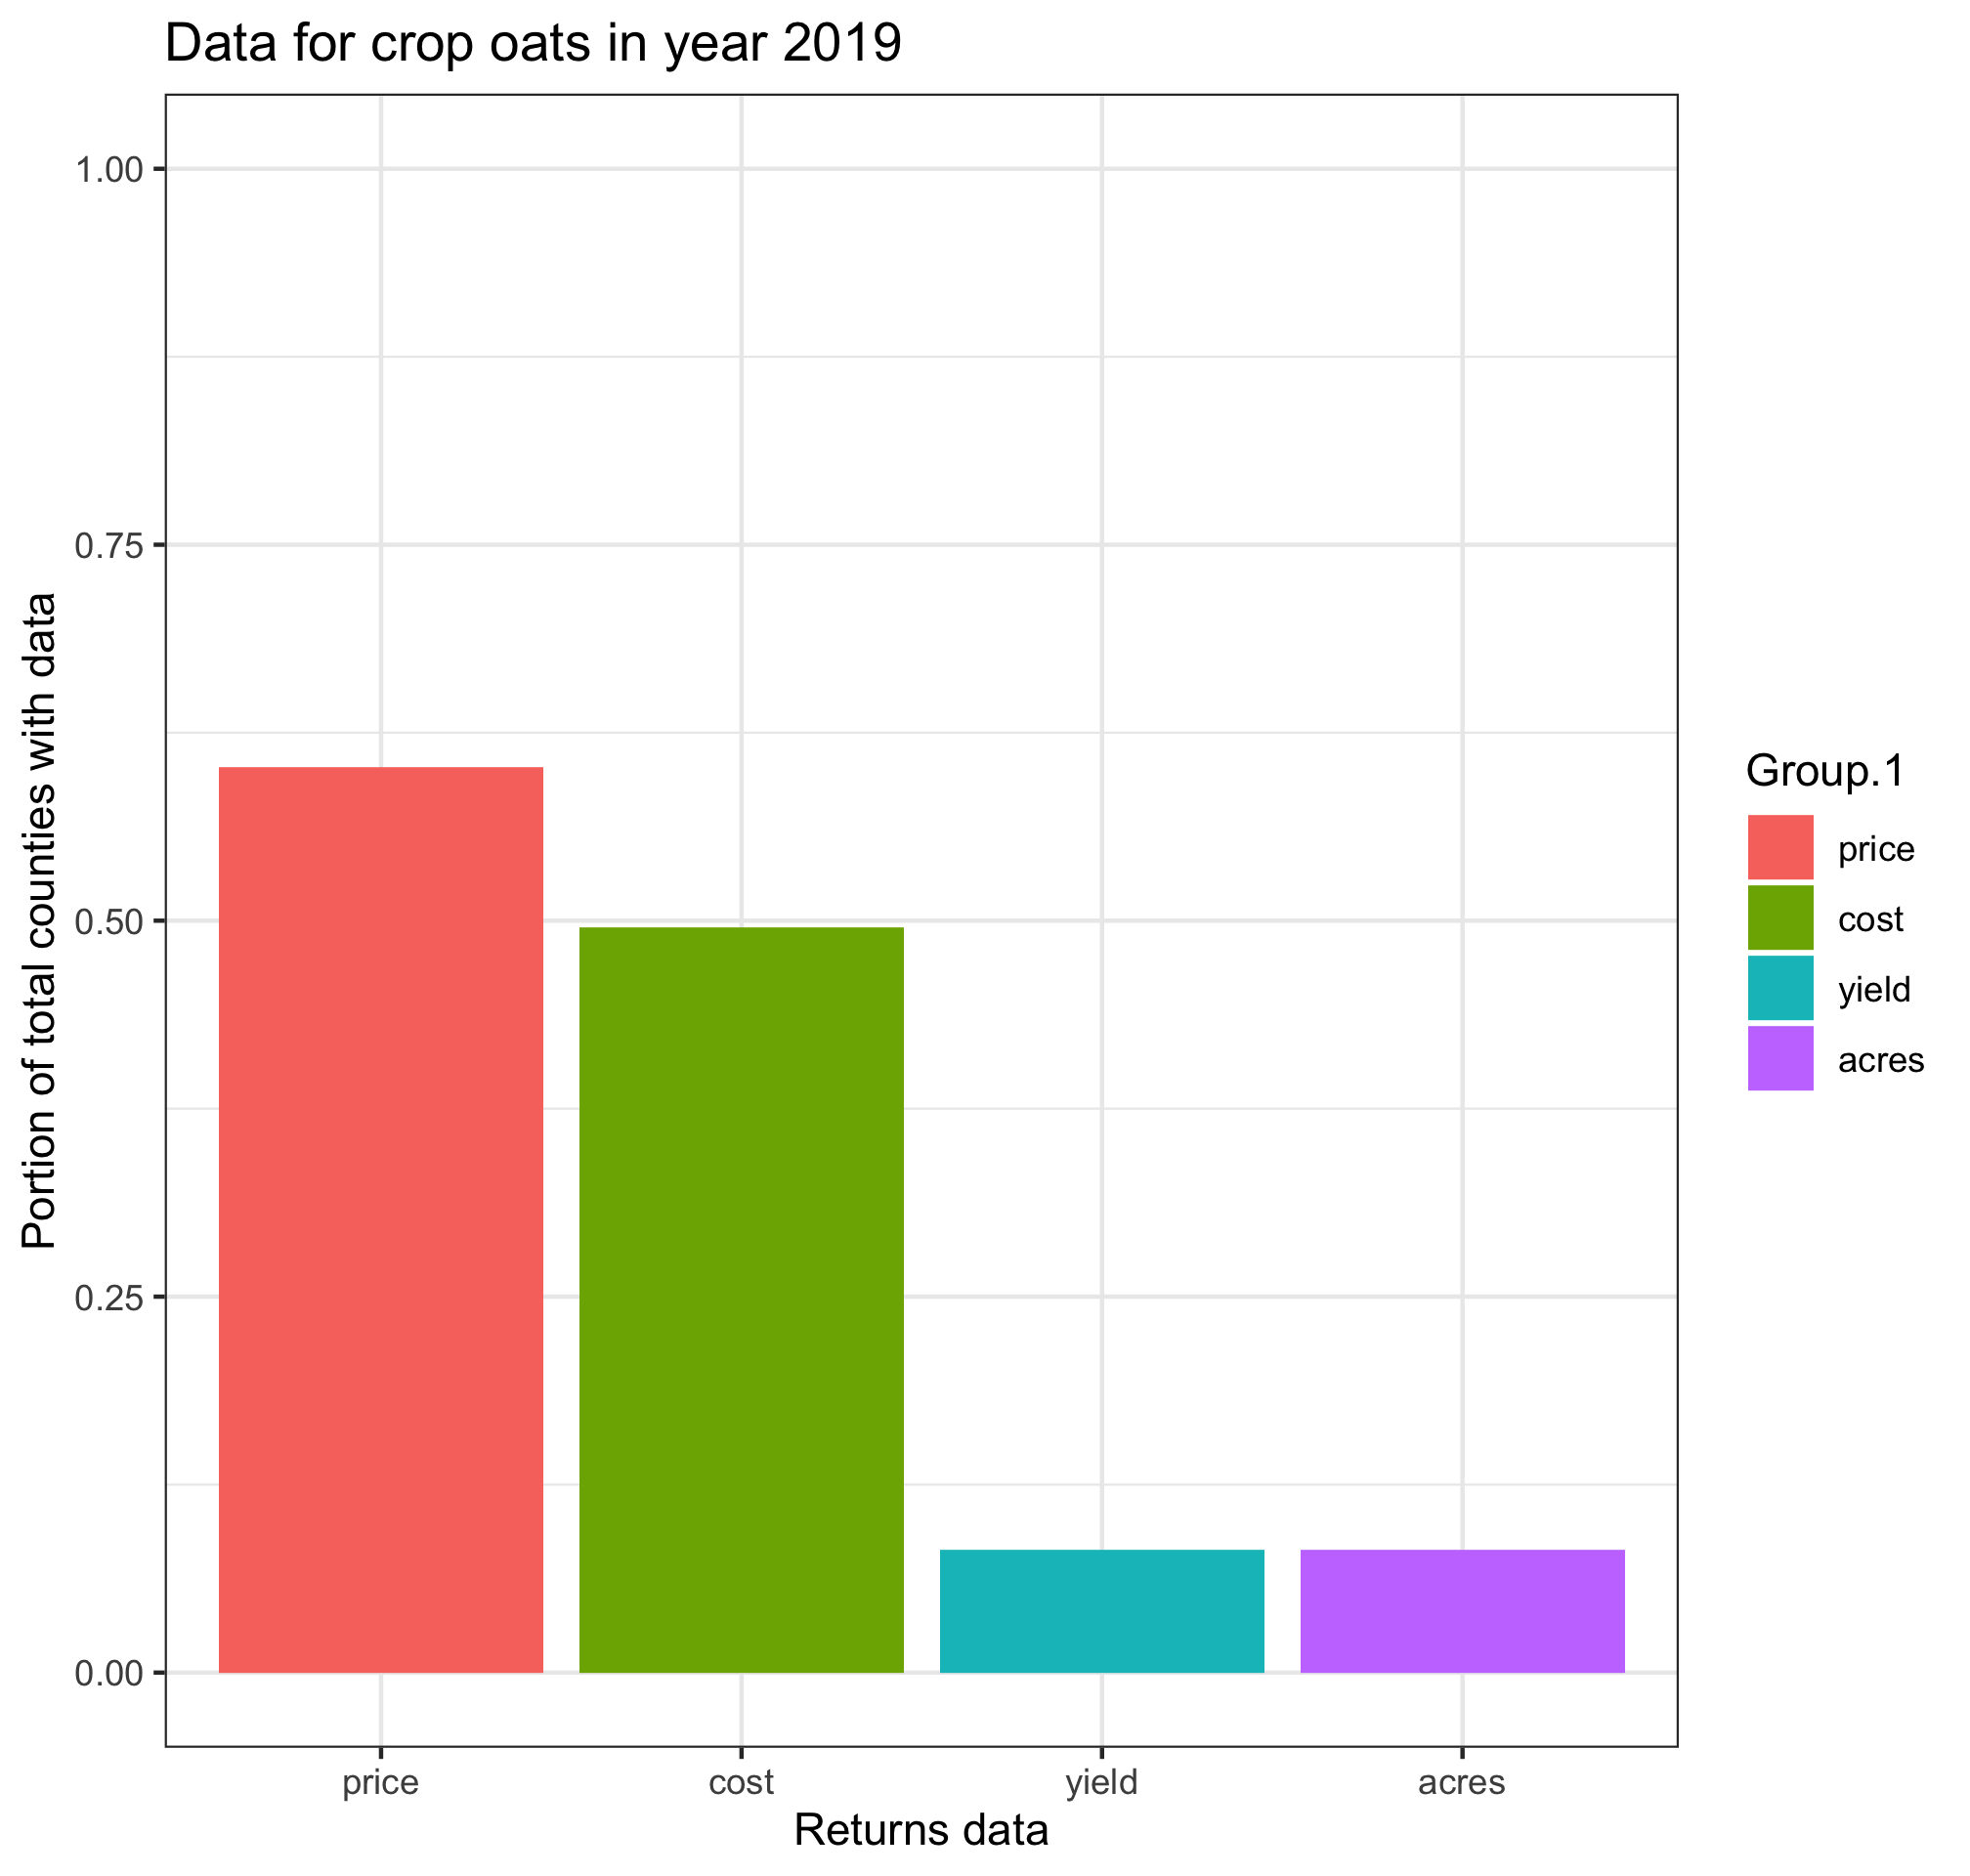 Data for crop oats in year 2019
Portion of total counties with data
1.00
0.75
0.50
0.25
0.00
price
cost
yield
acres
Returns data
Group.1
price
cost
yield
acres